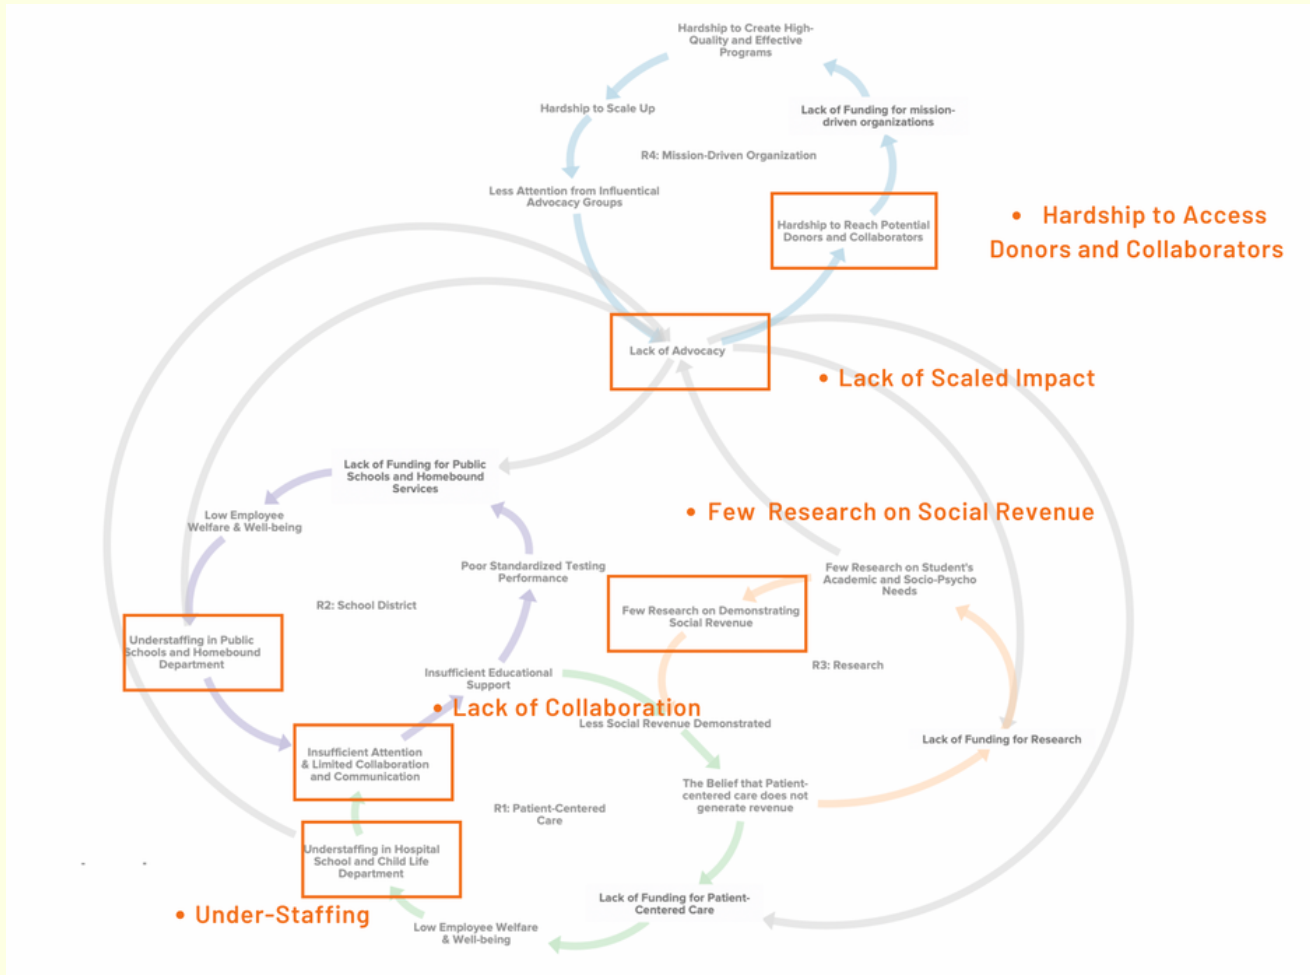 Hardship to Create High-
Quality and Effective
Programs
Hardship to Scale Up
Lack of Funding for mission-
driven organizations
R4: Mission-Driven Organization
Less Attention from Influentical
Advocacy Groups
Hardship to Reach Potential
Donors and Collaborators
• Hardship to Access
Donors and Collaborators
Lack of Advocacy
• Lack of Scaled Impact
Lack of Funding for Public
Schools and Homebound
Services
Low Employee
Welfare & Well-being
• Few Research on Social Revenue
Poor Standardized Testing
Performance
Few Research on Student's
Academic and Socio-Psycho
Needs
R2: School District
Few Research on Demonstrating
Social Revenue
Understaffing in Public
Schools and Homebound
Department
R3: Research
Insufficient Educational
Support
• Lack of Collaboration
Less Social Revenue Demonstrated
Lack of Funding for Research
Insufficient Attention
& Limited Collaboration
and Communication
The Belief that Patient-
centered care does not
generate revenue
R1: Patient-Centered
Care
Understaffing in Hospital
School and Child Life
Department
• Under-Staffing
Lack of Funding for Patient-
Centered Care
Low Employee Welfare
& Well-being